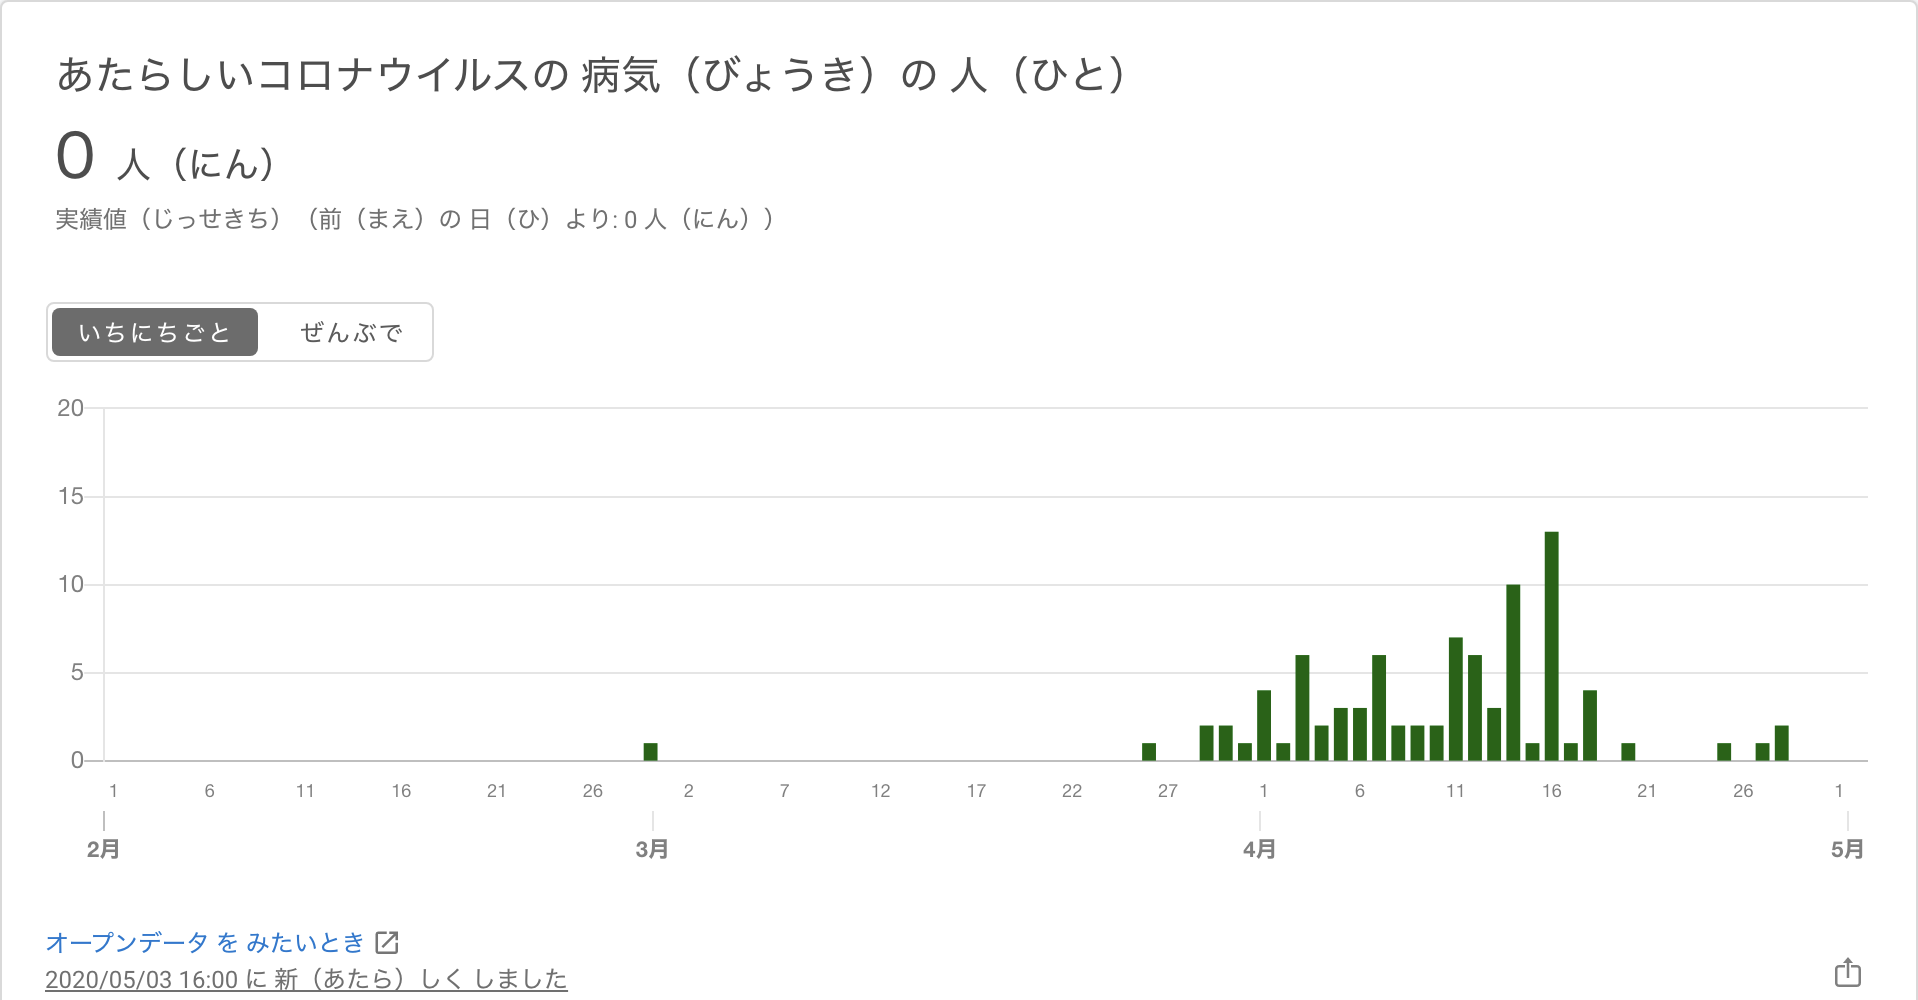 あたらしいコロナウイルスの 病気（びょうき）の 人（ひと）
0 人（にん）
実績値（じっせきち）（前（まえ）の 日（ひ）より: 0 人（にん））
いちにちごと ぜんぶで
20
15
10
5
0
1 6 11 16 21 26 2 7 12 17 22 27 1 6 11 16 21 26 1
2月 3月 4月 5月
オープンデータ を みたいとき
2020/05/03 16:00 に 新（あたら）しく しました